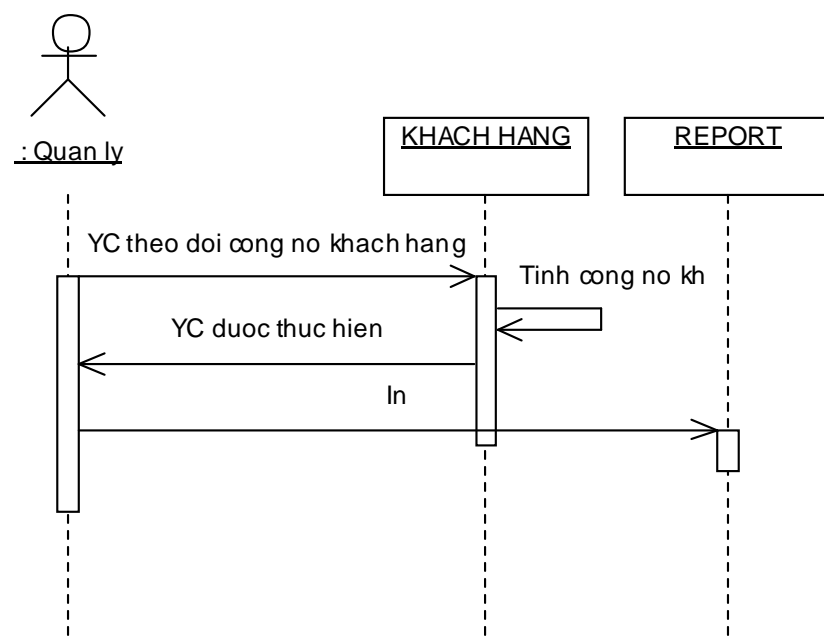 : Quan ly
KHACH HANG
REPORT
YC theo doi cong no khach hang
Tinh cong no kh
YC duoc thuc hien
In